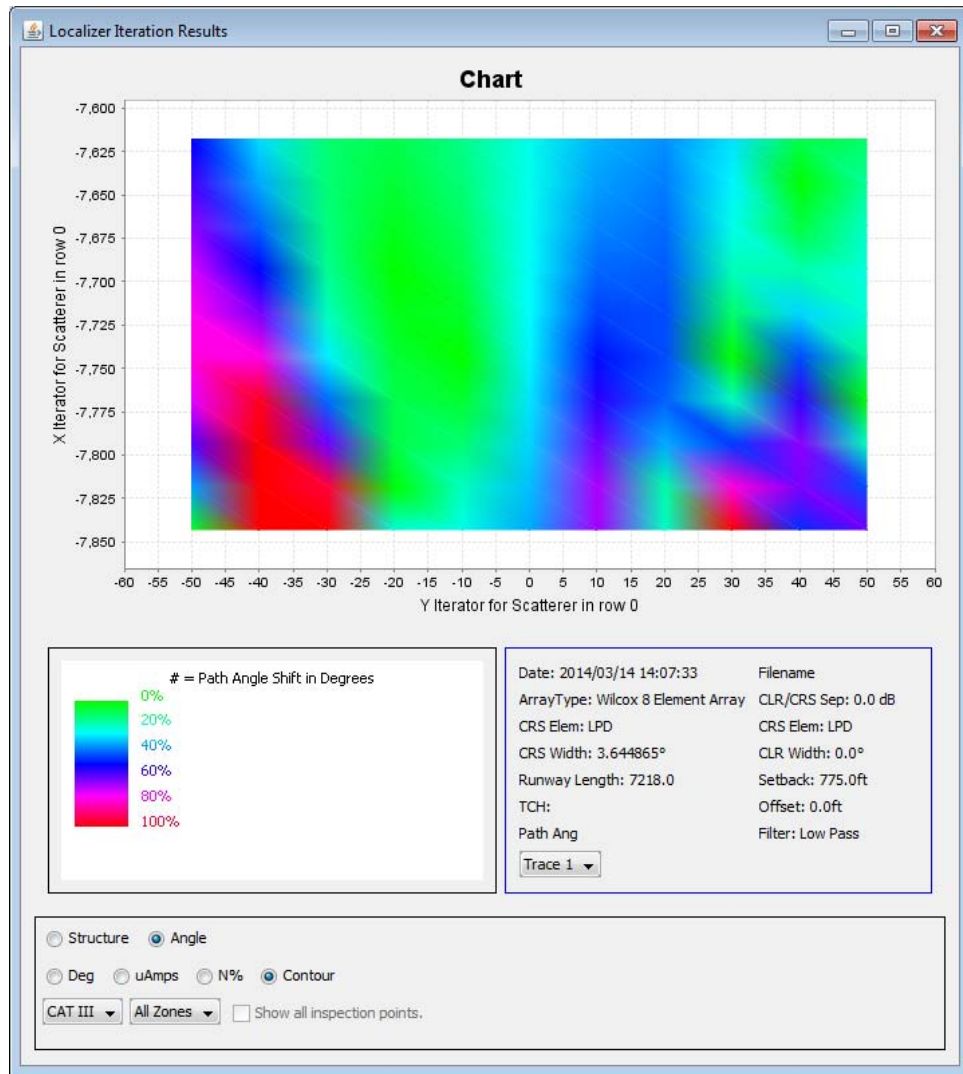 Localizer Iteration Results
Chart
X Iterator for Scatterer in row 0
-7,600
-7,625
-7,650
-7,675
-7,700
-7,725
-7,750
-7,775
-7,800
-7,825
-7,850
-60 -55 -50 -45 -40 -35 -30 -25 -20 -15 -10 -5 0 5 10 15 20 25 30 35 40 45 50 55 60
Y Iterator for Scatterer in row 0
# = Path Angle Shift in Degrees
0%
20%
40%
60%
80%
100%
Date: 2014/03/14 14:07:33 Filename
ArrayType: Wilcox 8 Element Array CLR/CRS Sep: 0.0 dB
CRS Elem: LPD CRS Elem: LPD
CRS Width: 3.644865° CLR Width: 0.0°
Runway Length: 7218.0 Setback: 775.0ft
TCH: Offset: 0.0ft
Path Ang Filter: Low Pass
Trace 1
Structure Angle
Deg uAmps N% Contour
CAT III All Zones Show all inspection points.